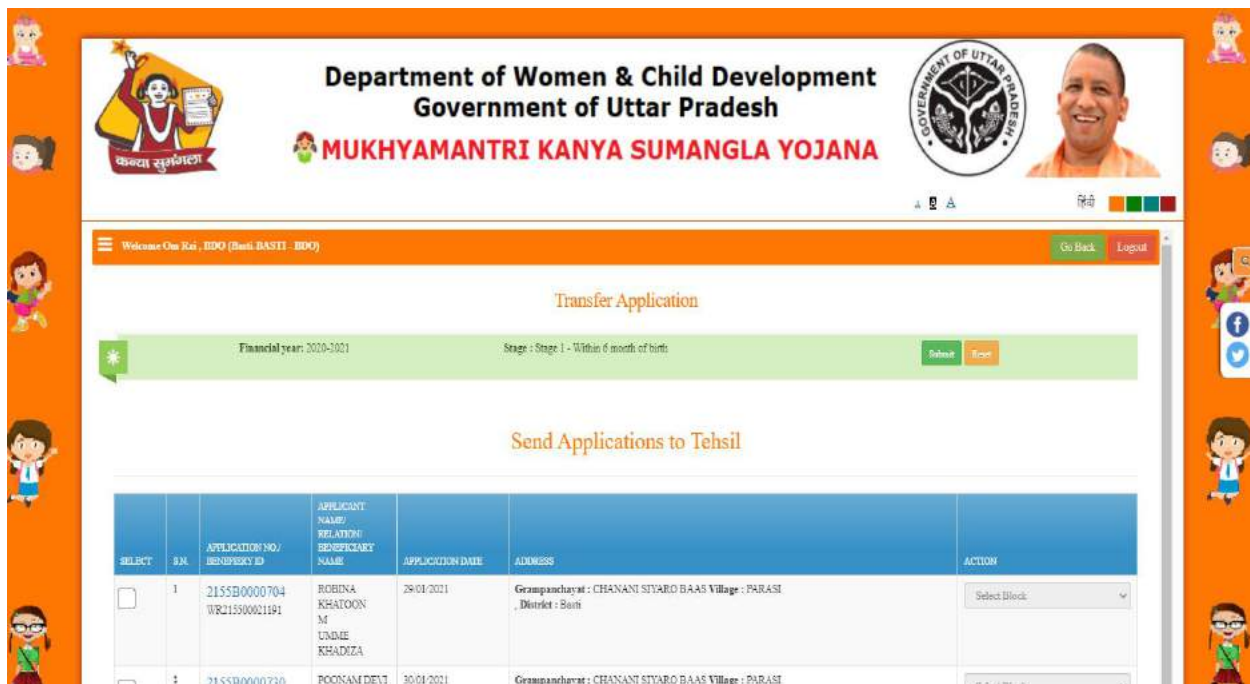 Department of Women & Child Development
Government of Uttar Pradesh
MUKHYAMANTRI KANYA SUMANGLA YOJANA
कन्या सुमंगला
GOVERNMENT OF UTTAR PRADESH
A A A
हिंदी
Welcome Om Rai , BDO (Basti-BASTI - BDO)
Go Back Logout
Transfer Application
Financial year: 2020-2021 Stage : Stage 1 - Within 6 month of birth Submit Reset
Send Applications to Tehsil
SELECT S.N. APPLICATION NO./ BENEFIERY ID APPLICANT NAME/ RELATION/ BENEFICIARY NAME APPLICATION DATE ADDRESS ACTION
1 2155B0000704 ROBINA 29/01/2021 Grampanchayat : CHANANI SIYARO BAAS Village : PARASI Select Block
WR215500021191 KHATOON , District : Basti
M
UMME
KHADIZA
2 2155B0000730 POONAM DEVI 30/01/2021 Grampanchayat : CHANANI SIYARO BAAS Village : PARASI Select Block